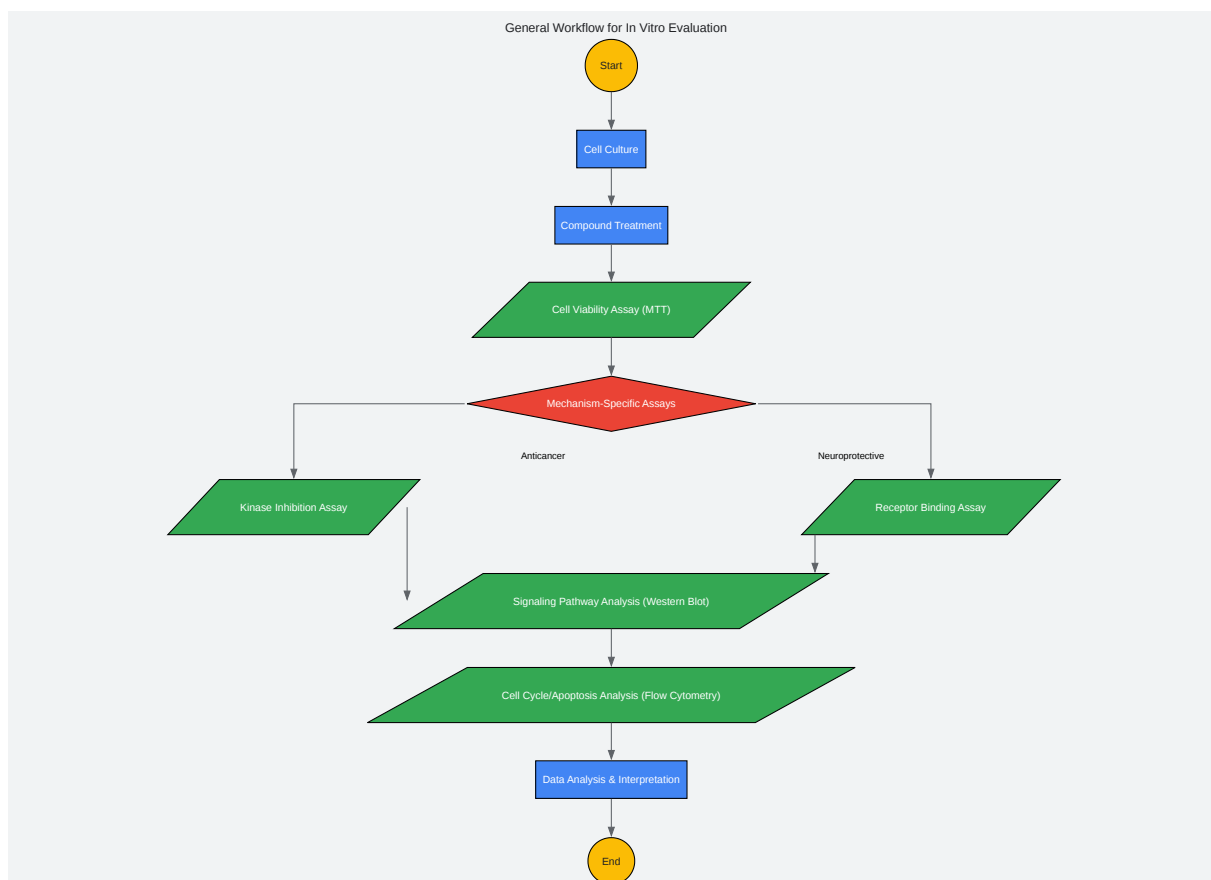 General Workflow for In Vitro Evaluation
Start
Cell Culture
Compound Treatment
Cell Viability Assay (MTT)
Mechanism-Specific Assays
Anticancer
Neuroprotective
Kinase Inhibition Assay
Receptor Binding Assay
Signaling Pathway Analysis (Western Blot)
Cell Cycle/Apoptosis Analysis (Flow Cytometry)
Data Analysis & Interpretation
End